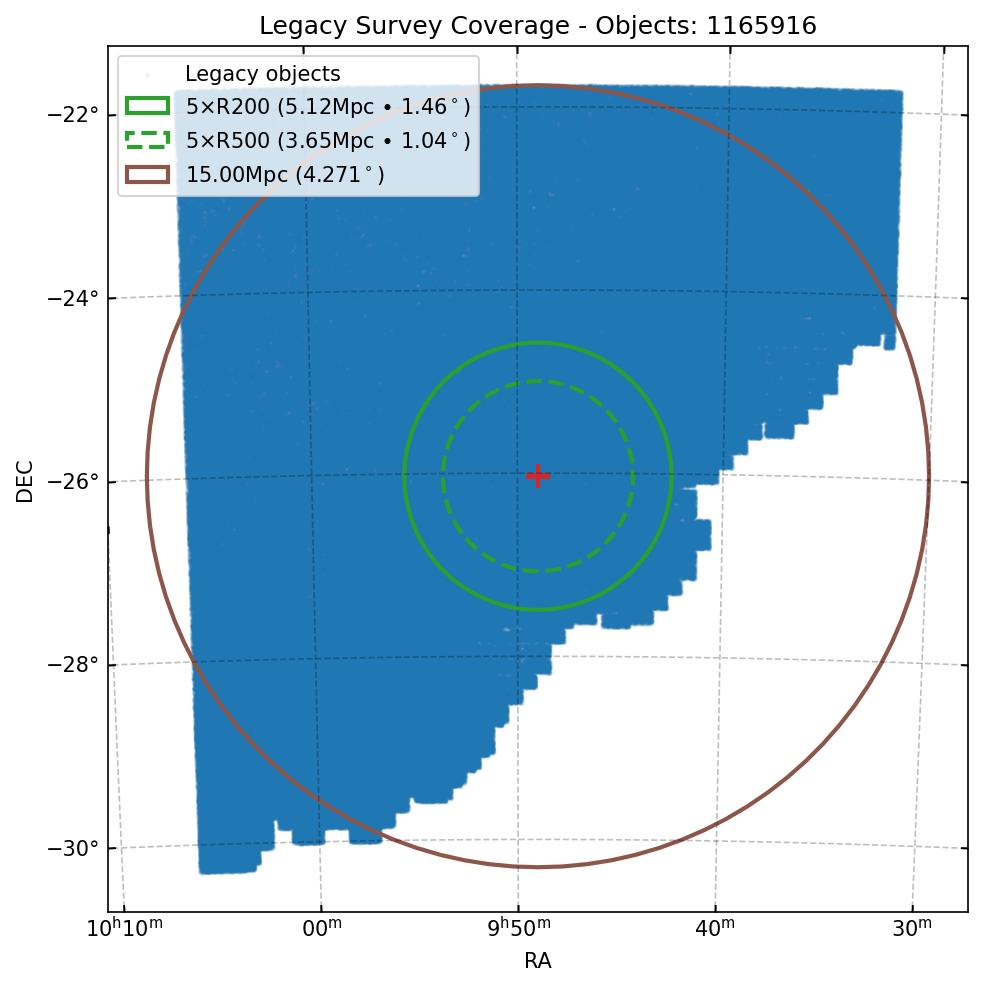 Legacy Survey Coverage - Objects: 1165916
Legacy objects
5×R200 (5.12Mpc • 1.46°)
5×R500 (3.65Mpc • 1.04°)
15.00Mpc (4.271°)
−22°
−24°
−26°
−28°
−30°
DEC
10ʰ10ᵐ 00ᵐ 9ʰ50ᵐ 40ᵐ 30ᵐ
RA